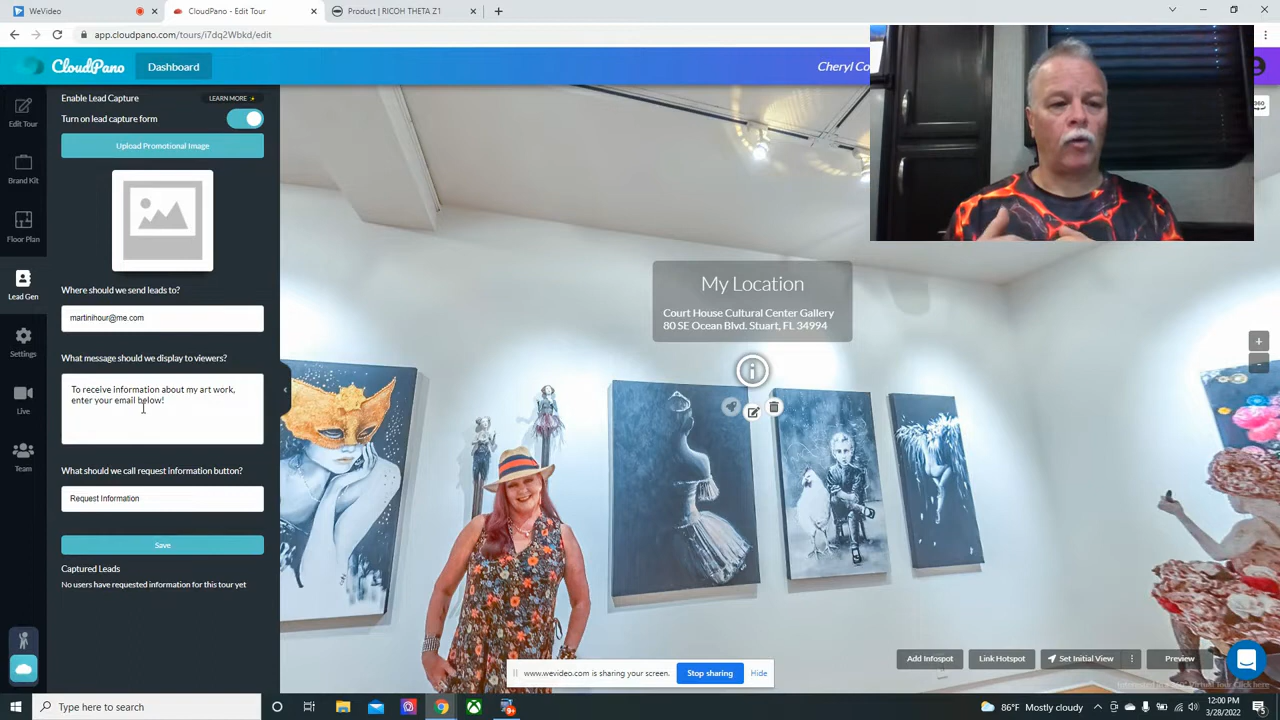 WeVideo
CloudPano - Edit Tour
Product | RICOH THETA Z1
app.cloudpano.com/tours/i7dq2Wbkd/edit
CloudPano
Dashboard
Cheryl Co
Edit Tour
Brand Kit
Floor Plan
Lead Gen
Settings
Live
Team
Enable Lead Capture
LEARN MORE
Turn on lead capture form
Upload Promotional Image
Where should we send leads to?
martinihour@me.com
What message should we display to viewers?
To receive information about my art work,
enter your email below!
What should we call request information button?
Request Information
Save
Captured Leads
No users have requested information for this tour yet
360
My Location
Court House Cultural Center Gallery
80 SE Ocean Blvd. Stuart, FL 34994
Add Infospot
Link Hotspot
Set Initial View
Preview
www.wevideo.com is sharing your screen.
Stop sharing
Hide
Type here to search
86°F Mostly cloudy
12:00 PM
3/28/2022